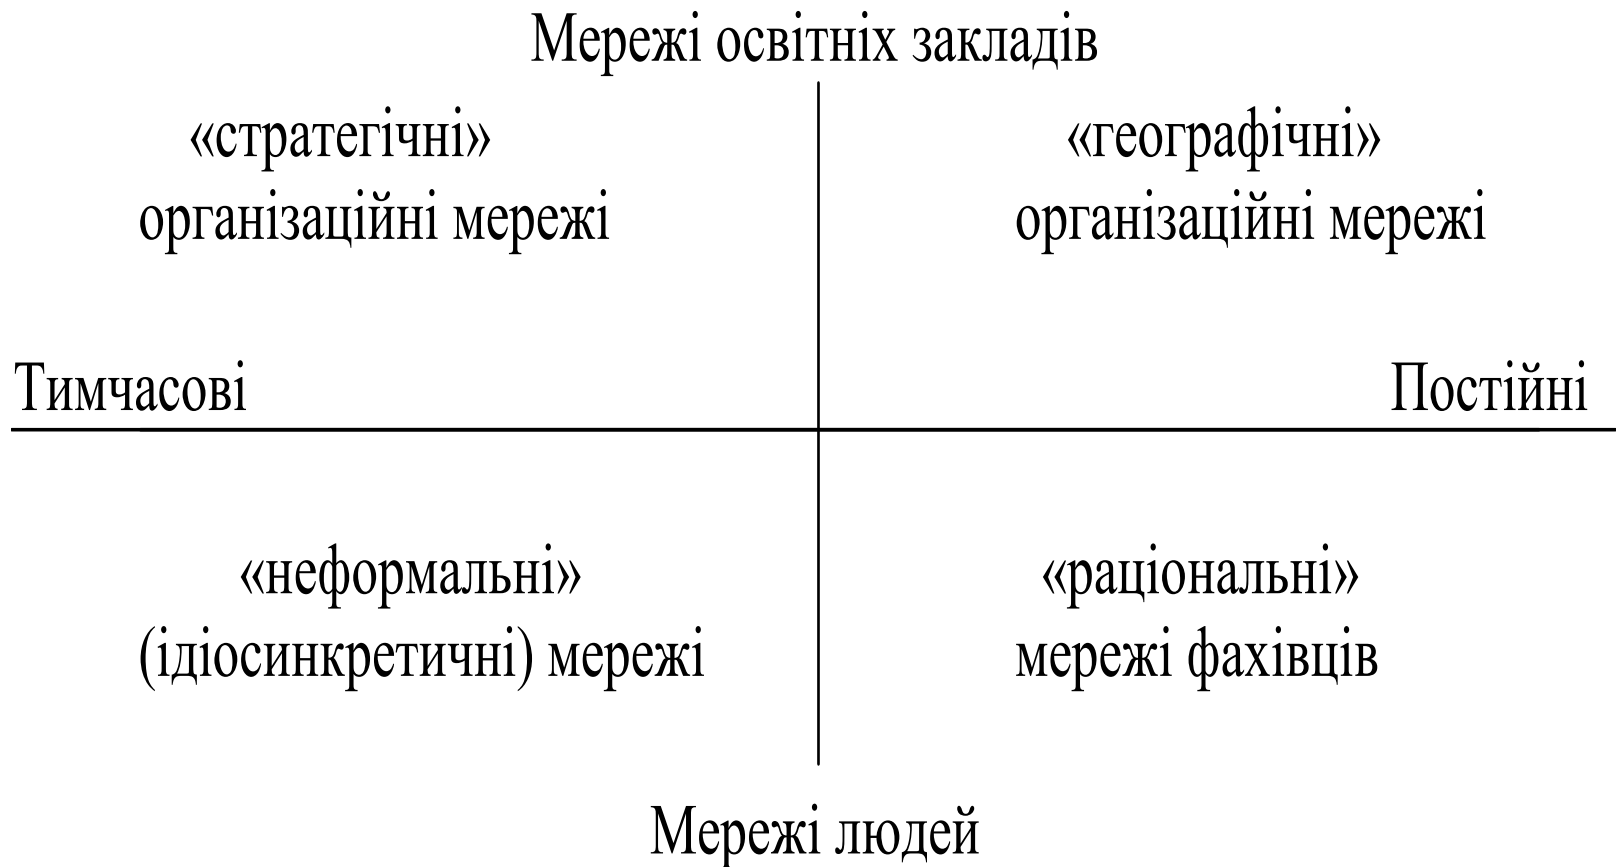 Мережі освітніх закладів
«стратегічні»
організаційні мережі
«географічні»
організаційні мережі
Тимчасові
Постійні
«неформальні»
(ідіосинкретичні) мережі
«раціональні»
мережі фахівців
Мережі людей